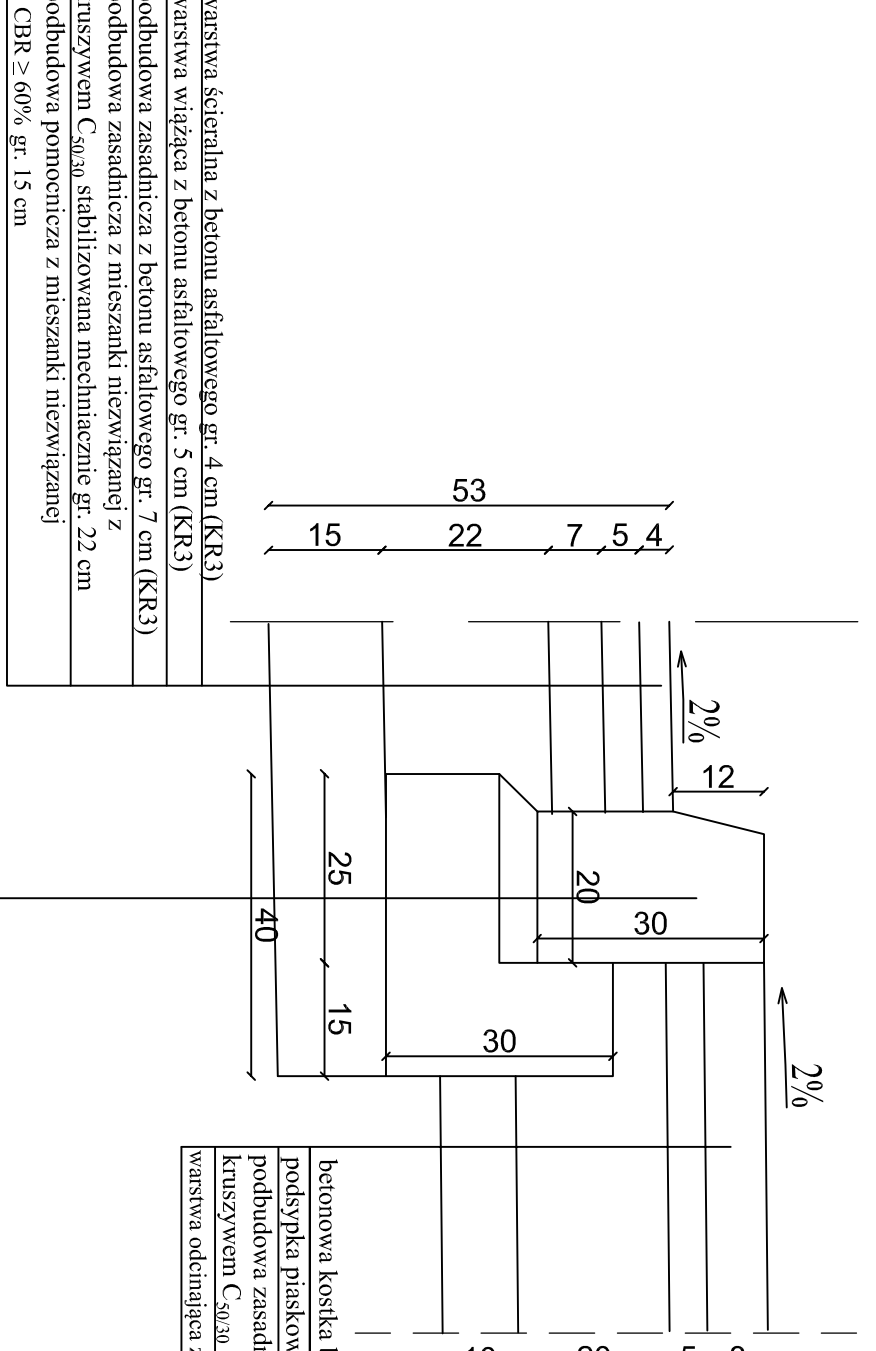 warstwa ścieralna z betonu asfaltowego gr. 4 cm (KR3)
warstwa wiążąca z betonu asfaltowego gr. 5 cm (KR3)
podbudowa zasadnicza z betonu asfaltowego gr. 7 cm (KR3)
podbudowa zasadnicza z mieszanki niezwiązanej z
kruszywem C50/30 stabilizowana mechniacznie gr. 22 cm
podbudowa pomocnicza z mieszanki niezwiązanej
CBR ≥ 60% gr. 15 cm
53
15 22 7 5 4
2%
12
25
20
40
30
15
30
2%
betonowa kostka
podsypka piaskow
podbudowa zasad
kruszywem C50/30
warstwa odcinająca z